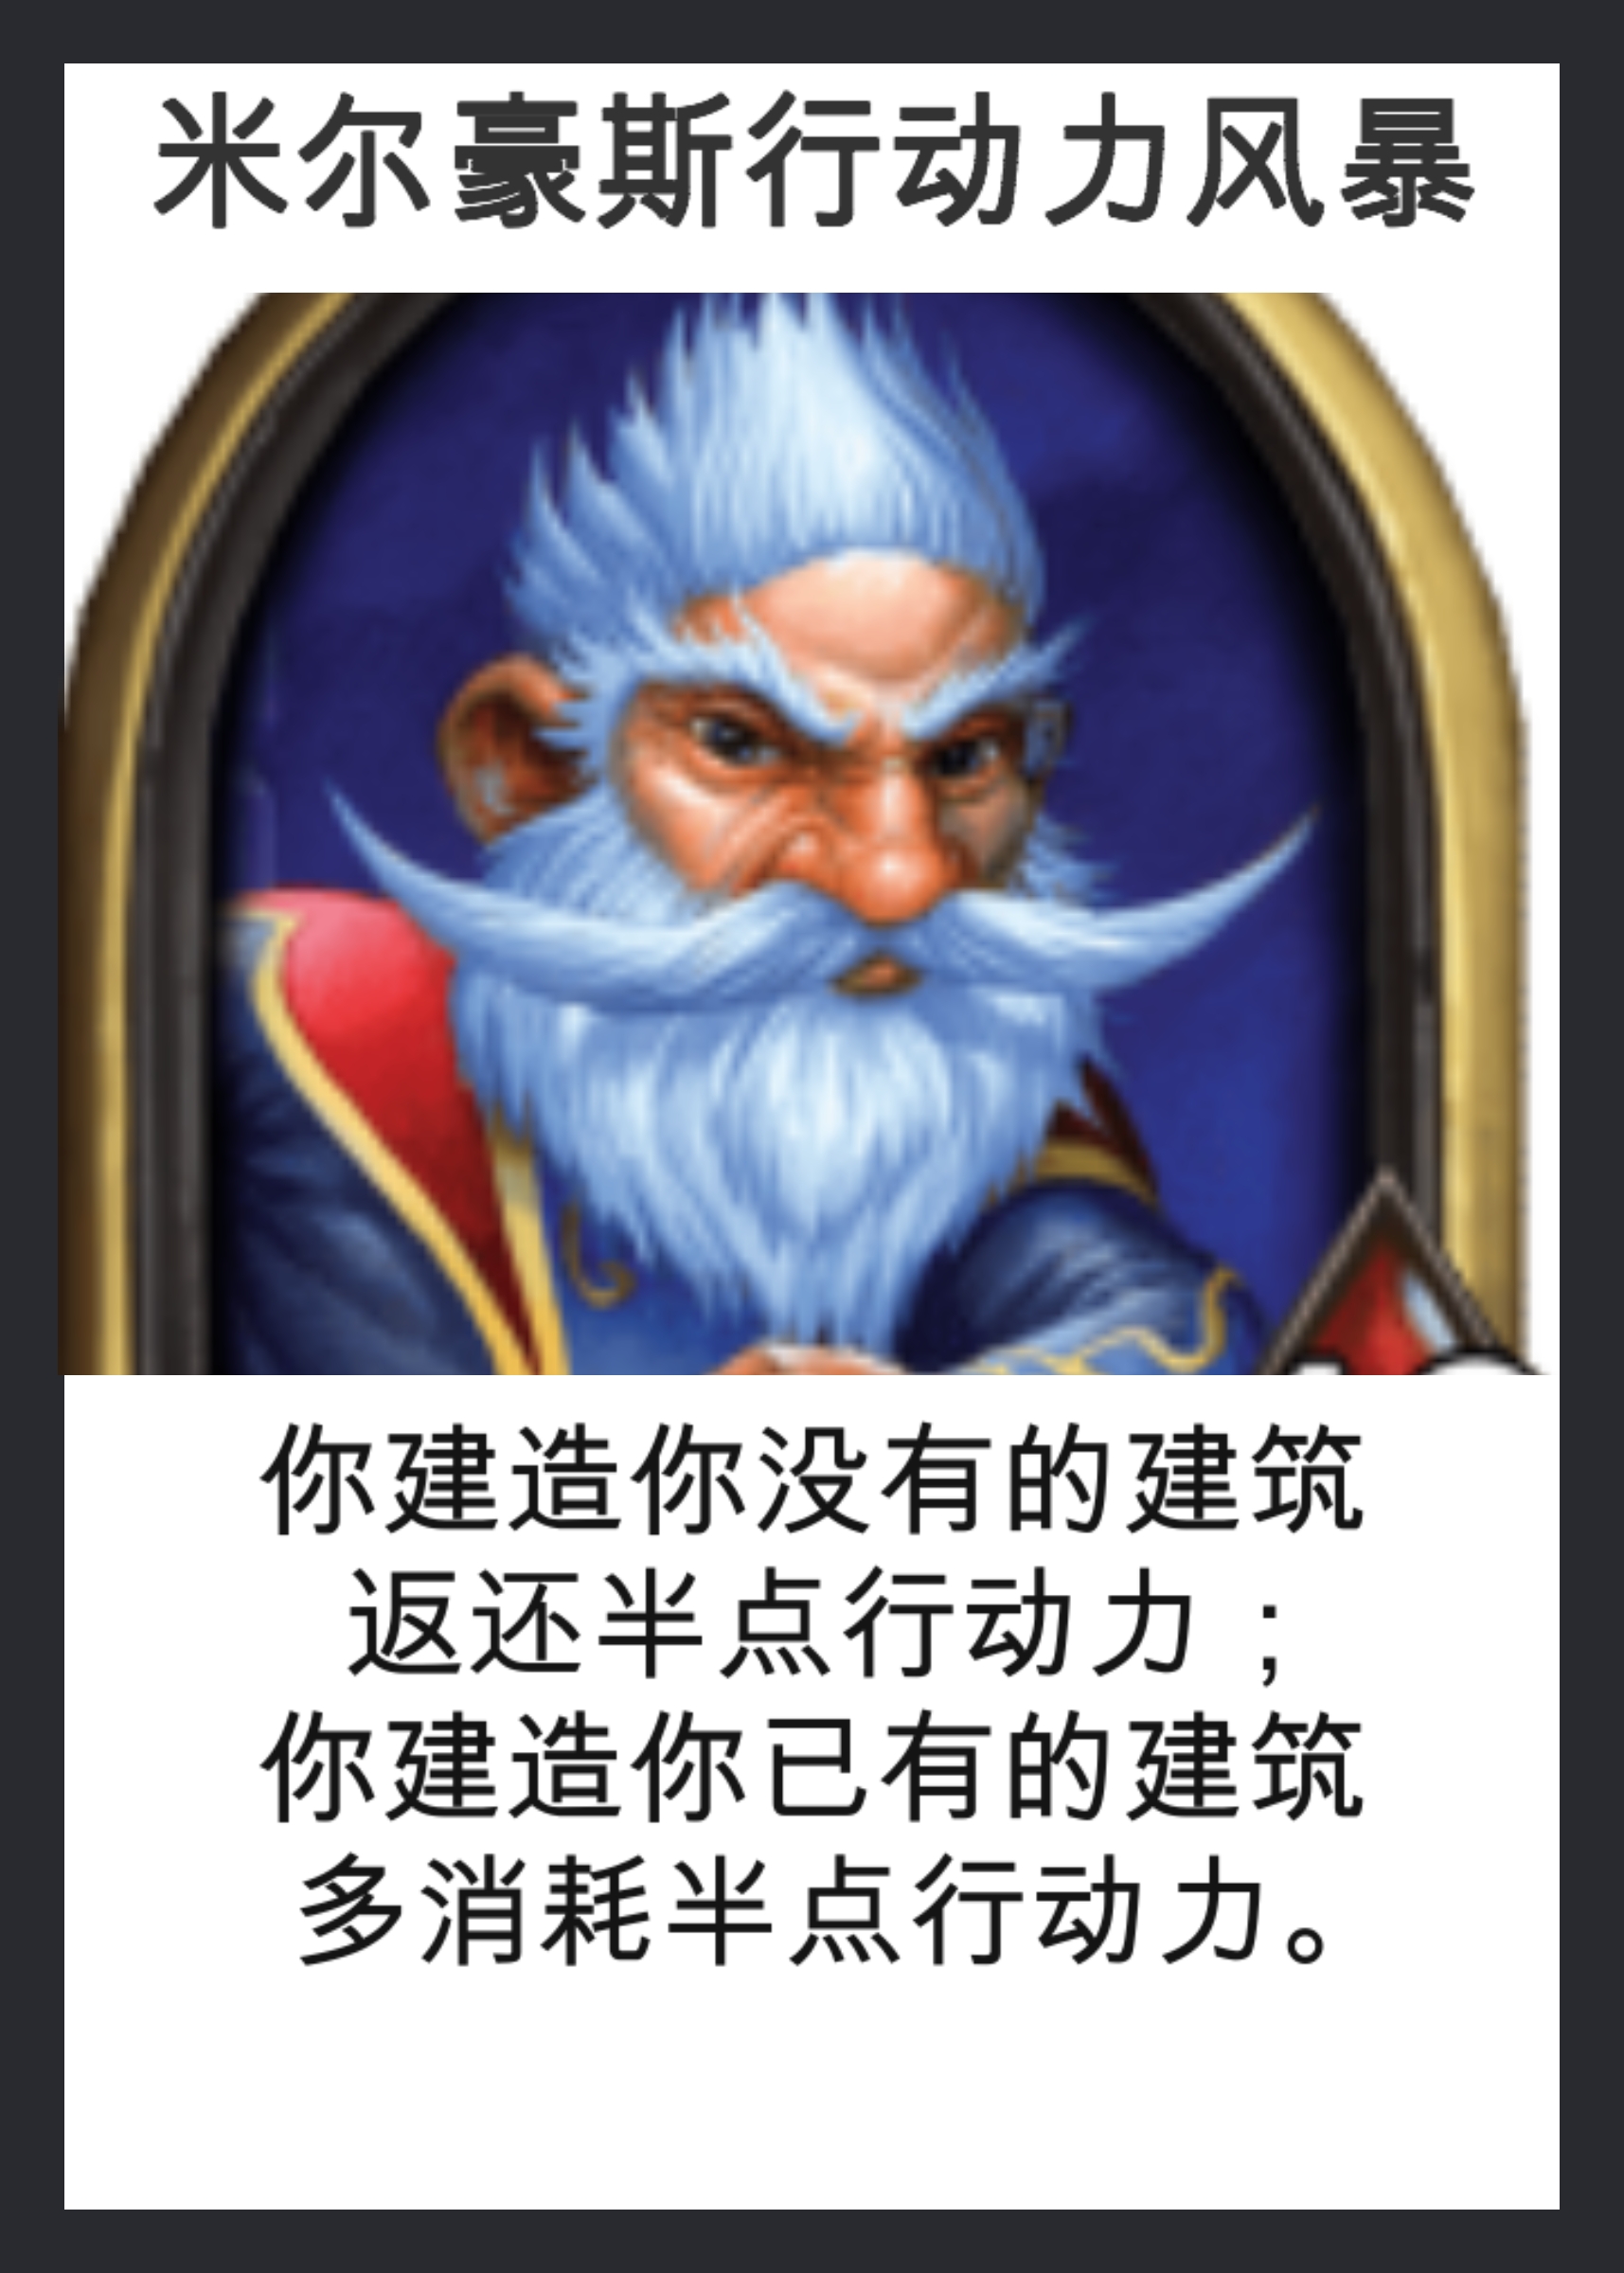 米尔豪斯行动力风暴
你建造你没有的建筑
返还半点行动力；
你建造你已有的建筑
多消耗半点行动力。